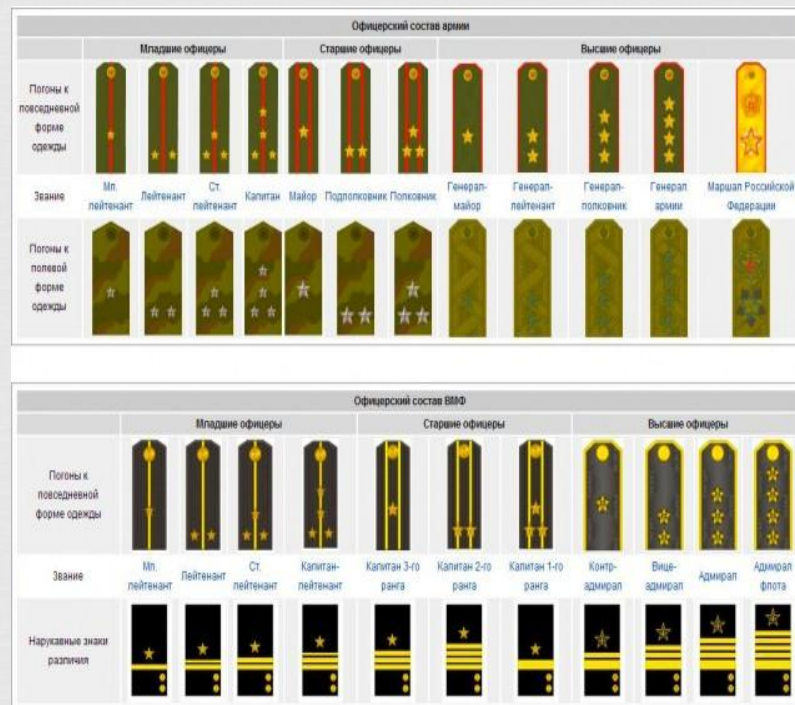 Офицерский состав армии
Младшие офицеры Старшие офицеры Высшие офицеры
Погоны к
повседневной
форме
одежды
Звание
Мл.
лейтенант
Лейтенант
Ст.
лейтенант
Капитан
Майор
Подполковник
Полковник
Генерал-
майор
Генерал-
лейтенант
Генерал-
полковник
Генерал
армии
Маршал Российской
Федерации
Погоны к
полевой
форме
одежды
Офицерский состав ВМФ
Младшие офицеры Старшие офицеры Высшие офицеры
Погоны к
повседневной
форме одежды
Звание
Мл.
лейтенант
Лейтенант
Ст.
лейтенант
Капитан-
лейтенант
Капитан 3-го
ранга
Капитан 2-го
ранга
Капитан 1-го
ранга
Контр-
адмирал
Вице-
адмирал
Адмирал
Адмирал
флота
Нарукавные знаки
различия